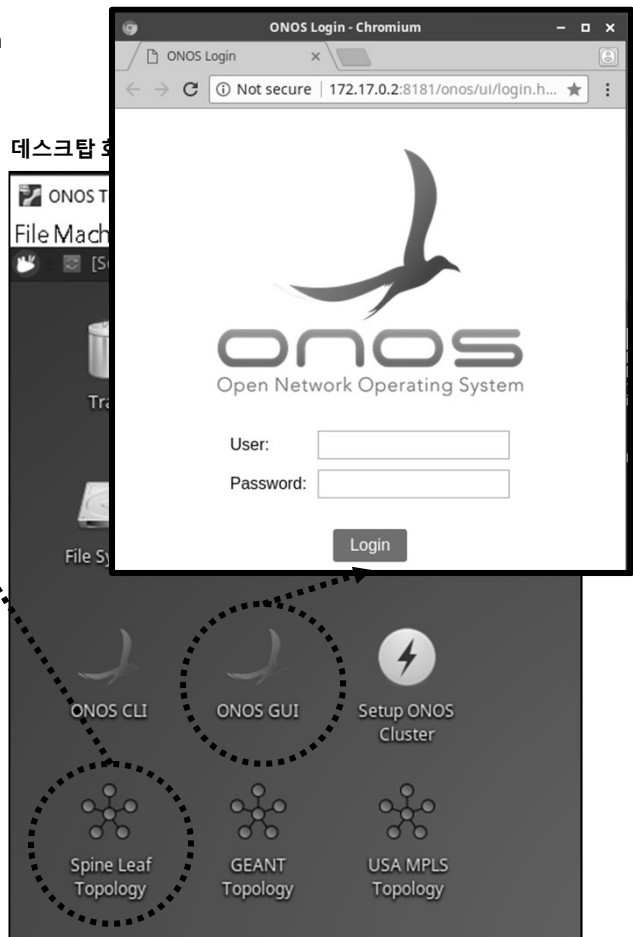 ONOS Login - Chromium
ONOS Login
Not secure | 172.17.0.2:8181/onos/ui/login.h...
onos
Open Network Operating System
User:
Password:
Login
데스크탑
ONOS T
File Mach
[S
Tra
File Sy
ONOS CLI
ONOS GUI
Setup ONOS
Cluster
Spine Leaf
Topology
GEANT
Topology
USA MPLS
Topology